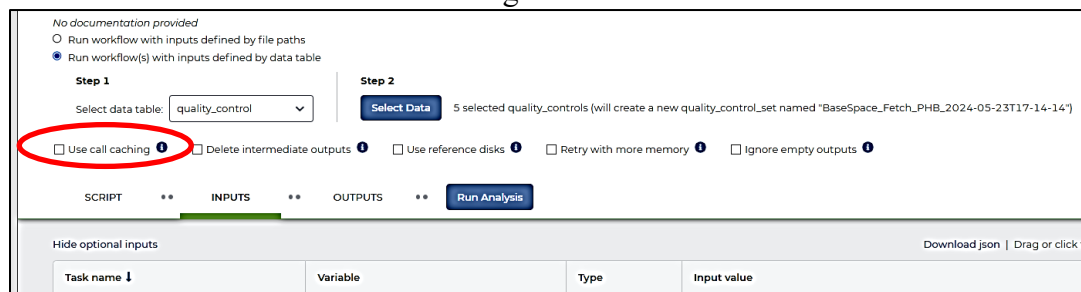 No documentation provided
Run workflow with inputs defined by file paths
Run workflow(s) with inputs defined by data table
Step 1
Step 2
Select data table: quality_control
Select Data
5 selected quality_controls (will create a new quality_control_set named "BaseSpace_Fetch_PHB_2024-05-23T17-14-14")
Use call caching
Delete intermediate outputs
Use reference disks
Retry with more memory
Ignore empty outputs
SCRIPT
INPUTS
OUTPUTS
Run Analysis
Hide optional inputs
Download json | Drag or click
Task name
Variable
Type
Input value